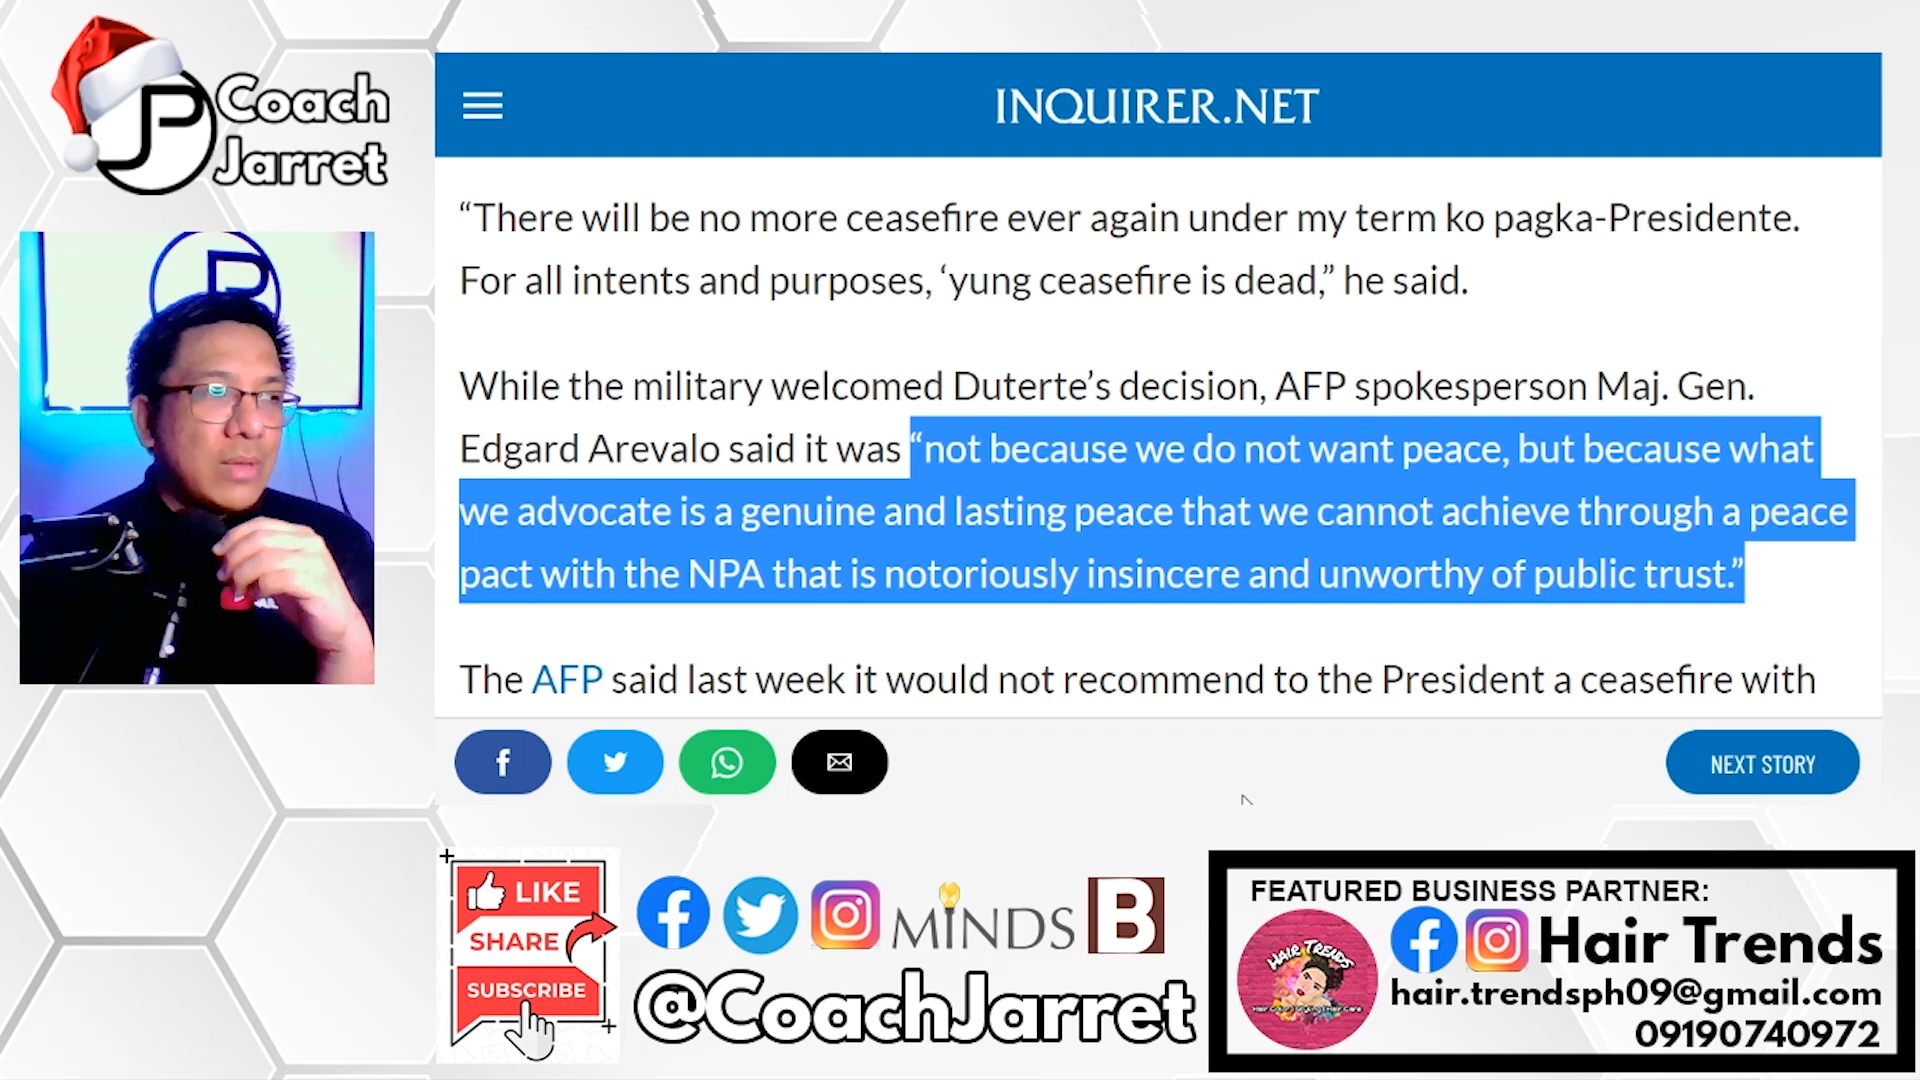 Coach
Jarret
INQUIRER.NET
“There will be no more ceasefire ever again under my term ko pagka-Presidente.
For all intents and purposes, ‘yung ceasefire is dead,” he said.
While the military welcomed Duterte’s decision, AFP spokesperson Maj. Gen.
Edgard Arevalo said it was “not because we do not want peace, but because what
we advocate is a genuine and lasting peace that we cannot achieve through a peace
pact with the NPA that is notoriously insincere and unworthy of public trust.”
The AFP said last week it would not recommend to the President a ceasefire with
NEXT STORY
LIKE
SHARE
SUBSCRIBE
MINDS B
@CoachJarret
FEATURED BUSINESS PARTNER:
HAIR TRENDS
Hair Trends
hair.trendsph09@gmail.com
09190740972